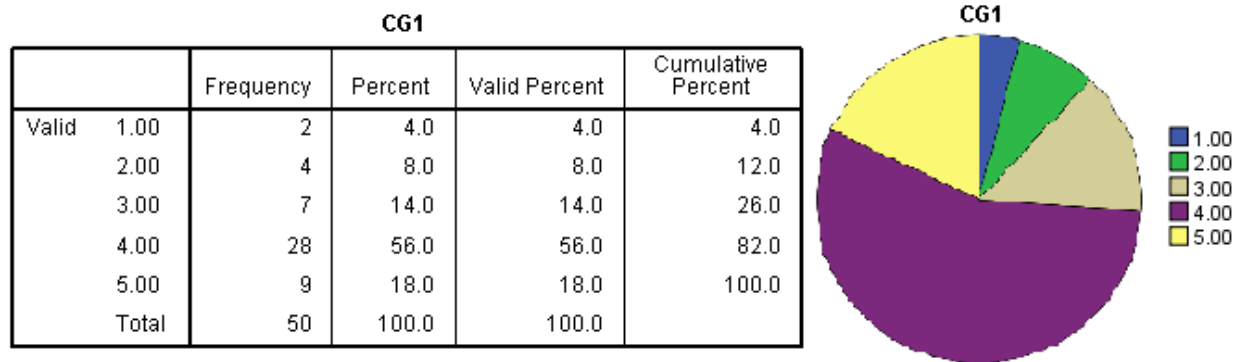 CG1
Frequency Percent Valid Percent Cumulative Percent
Valid 1.00 2 4.0 4.0 4.0
2.00 4 8.0 8.0 12.0
3.00 7 14.0 14.0 26.0
4.00 28 56.0 56.0 82.0
5.00 9 18.0 18.0 100.0
Total 50 100.0 100.0
CG1
1.00
2.00
3.00
4.00
5.00